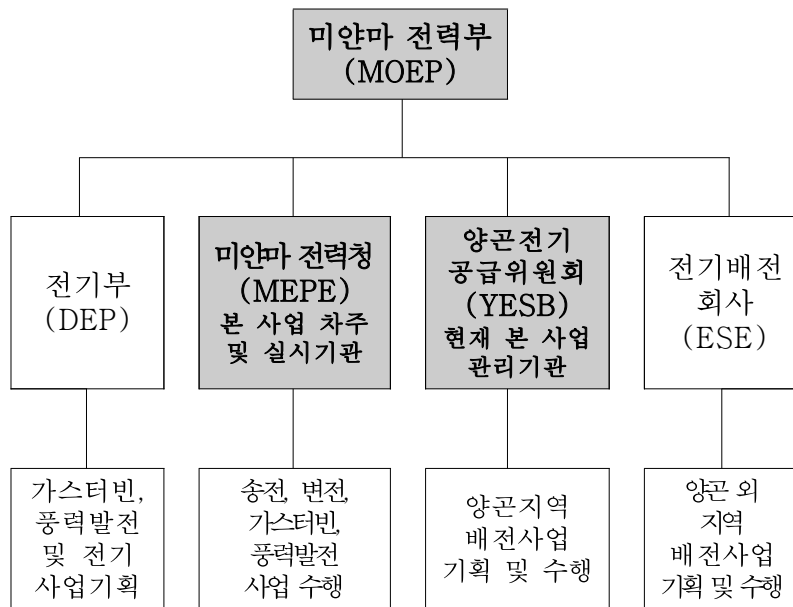 미얀마 전력부
(MOEP)
전기부
(DEP)
미얀마 전력청
(MEPE)
본 사업 차주
및 실시기관
양곤전기
공급위원회
(YESB)
현재 본 사업
관리기관
전기배전
회사
(ESE)
가스터빈,
풍력발전
및 전기
사업기획
송전, 변전,
가스터빈,
풍력발전
사업 수행
양곤지역
배전사업
기획 및 수행
양곤 외
지역
배전사업
기획 및 수행